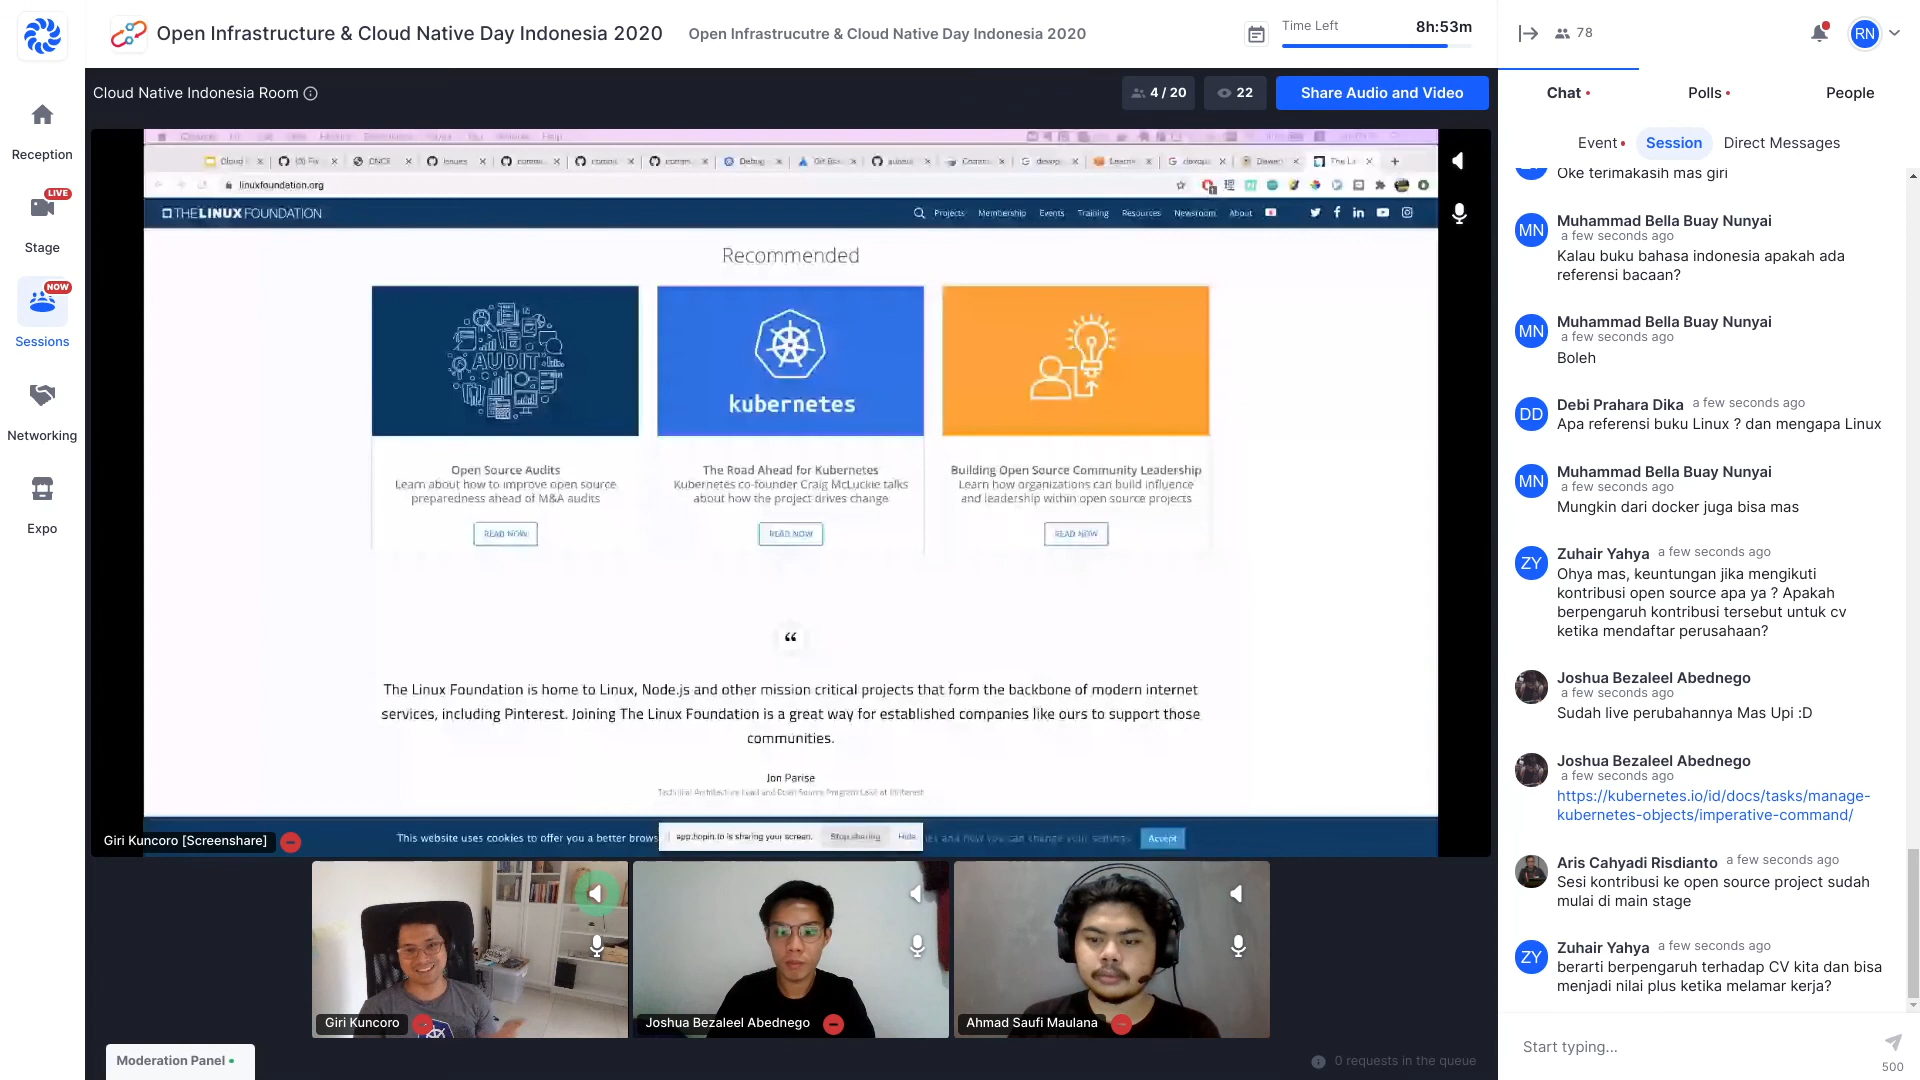 Open Infrastructure & Cloud Native Day Indonesia 2020
Open Infrastrucutre & Cloud Native Day Indonesia 2020
Time Left
8h:53m
78
RN
Reception
LIVE
Stage
NOW
Sessions
Networking
Expo
Cloud Native Indonesia Room
4 / 20
22
Share Audio and Video
linuxfoundation.org
THE LINUX FOUNDATION
Projects
Membership
Events
Training
Resources
Newsroom
About
Recommended
AUDIT
kubernetes
Open Source Audits
Learn about how to improve open source
preparedness ahead of M&A audits
READ NOW
The Road Ahead for Kubernetes
Kubernetes co-founder Craig McLuckie talks
about how the project drives change
READ NOW
Building Open Source Community Leadership
Learn how organizations can build influence
and leadership within open source projects
READ NOW
“
The Linux Foundation is home to Linux, Node.js and other mission critical projects that form the backbone of modern internet
services, including Pinterest. Joining The Linux Foundation is a great way for established companies like ours to support those
communities.
Jon Parise
This website uses cookies to offer you a better brows
app.hopin.to is sharing your screen.
Stop sharing
Hide
Accept
Giri Kuncoro [Screenshare]
Giri Kuncoro
Joshua Bezaleel Abednego
Ahmad Saufi Maulana
Moderation Panel
0 requests in the queue
Chat
Polls
People
Event
Session
Direct Messages
Oke terimakasih mas giri
MN
Muhammad Bella Buay Nunyai
a few seconds ago
Kalau buku bahasa indonesia apakah ada
referensi bacaan?
MN
Muhammad Bella Buay Nunyai
a few seconds ago
Boleh
DD
Debi Prahara Dika a few seconds ago
Apa referensi buku Linux ? dan mengapa Linux
MN
Muhammad Bella Buay Nunyai
a few seconds ago
Mungkin dari docker juga bisa mas
ZY
Zuhair Yahya a few seconds ago
Ohya mas, keuntungan jika mengikuti
kontribusi open source apa ya ? Apakah
berpengaruh kontribusi tersebut untuk cv
ketika mendaftar perusahaan?
Joshua Bezaleel Abednego
a few seconds ago
Sudah live perubahannya Mas Upi :D
Joshua Bezaleel Abednego
a few seconds ago
https://kubernetes.io/id/docs/tasks/manage-
kubernetes-objects/imperative-command/
Aris Cahyadi Risdianto a few seconds ago
Sesi kontribusi ke open source project sudah
mulai di main stage
ZY
Zuhair Yahya a few seconds ago
berarti berpengaruh terhadap CV kita dan bisa
menjadi nilai plus ketika melamar kerja?
Start typing...
500